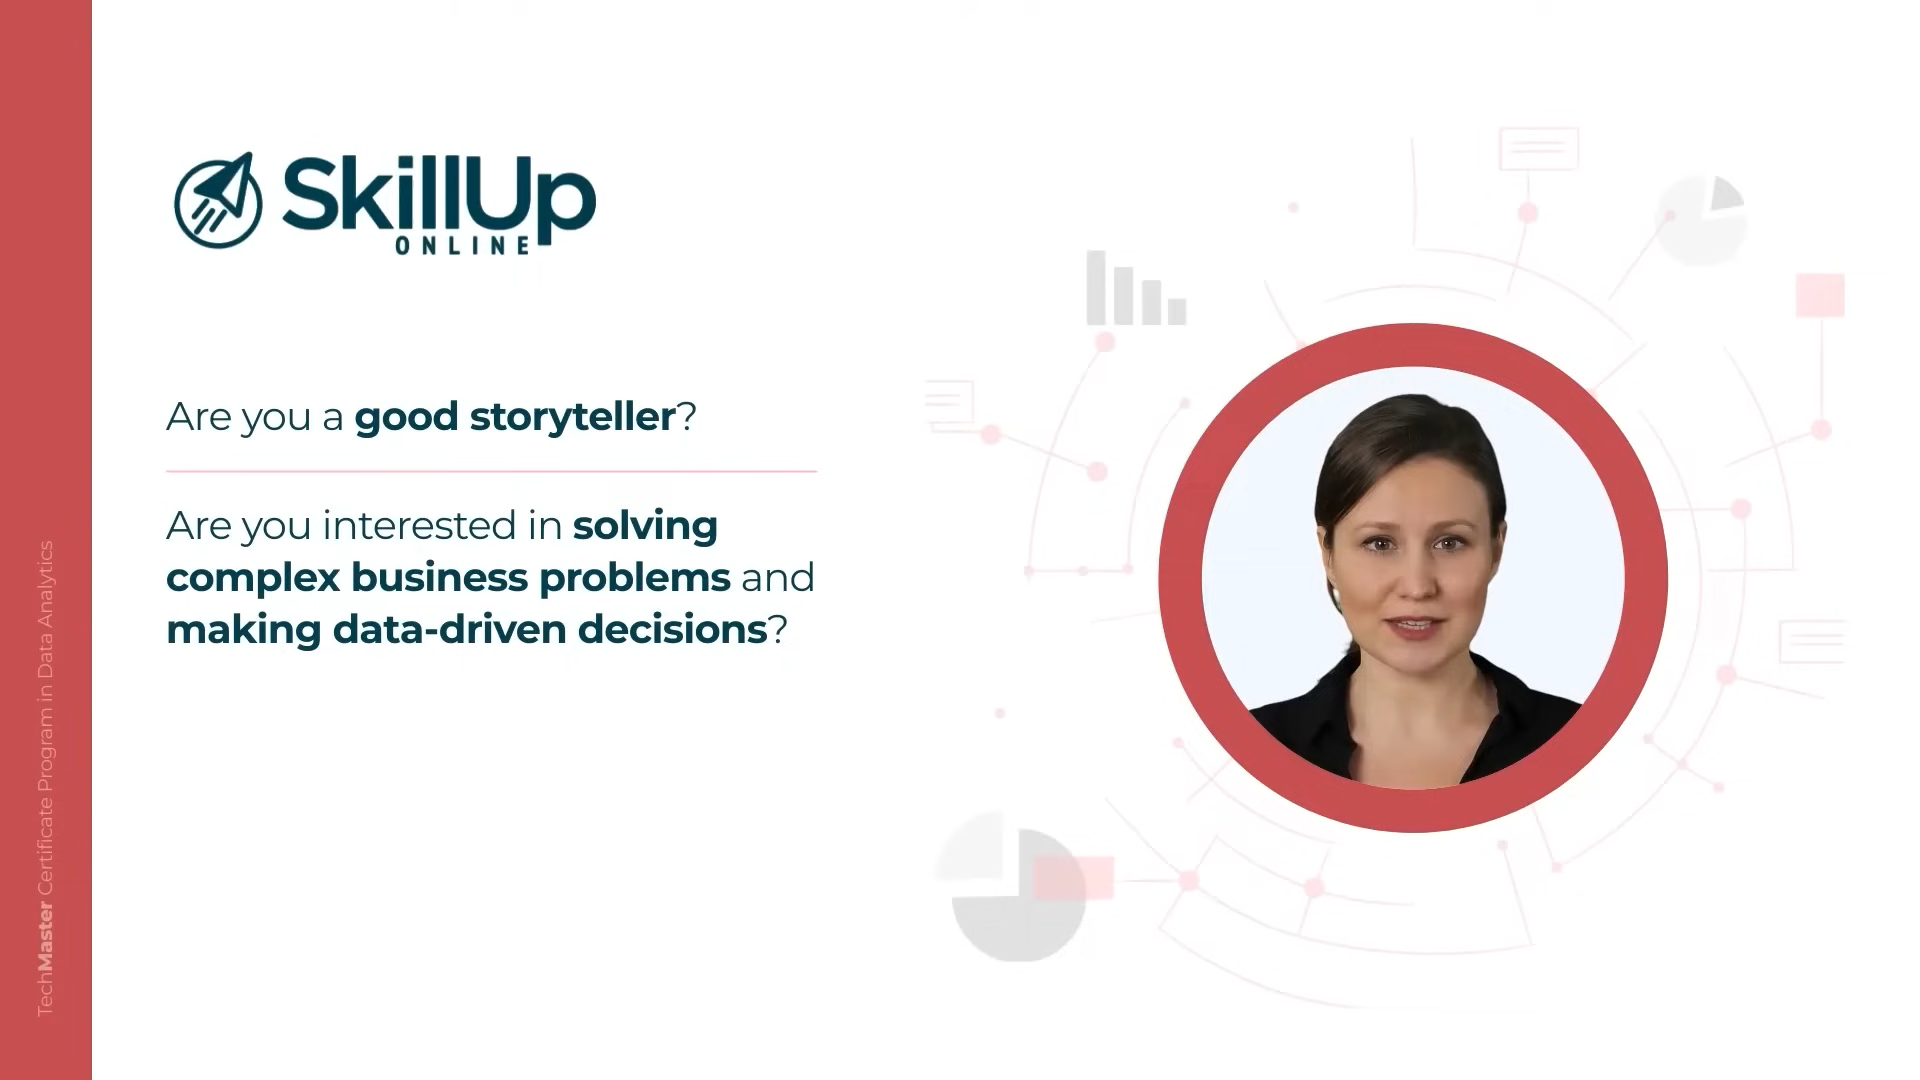 SkillUp
ONLINE
Are you a good storyteller?
Are you interested in solving
complex business problems and
making data-driven decisions?
TechMaster Certificate Program in Data Analytics